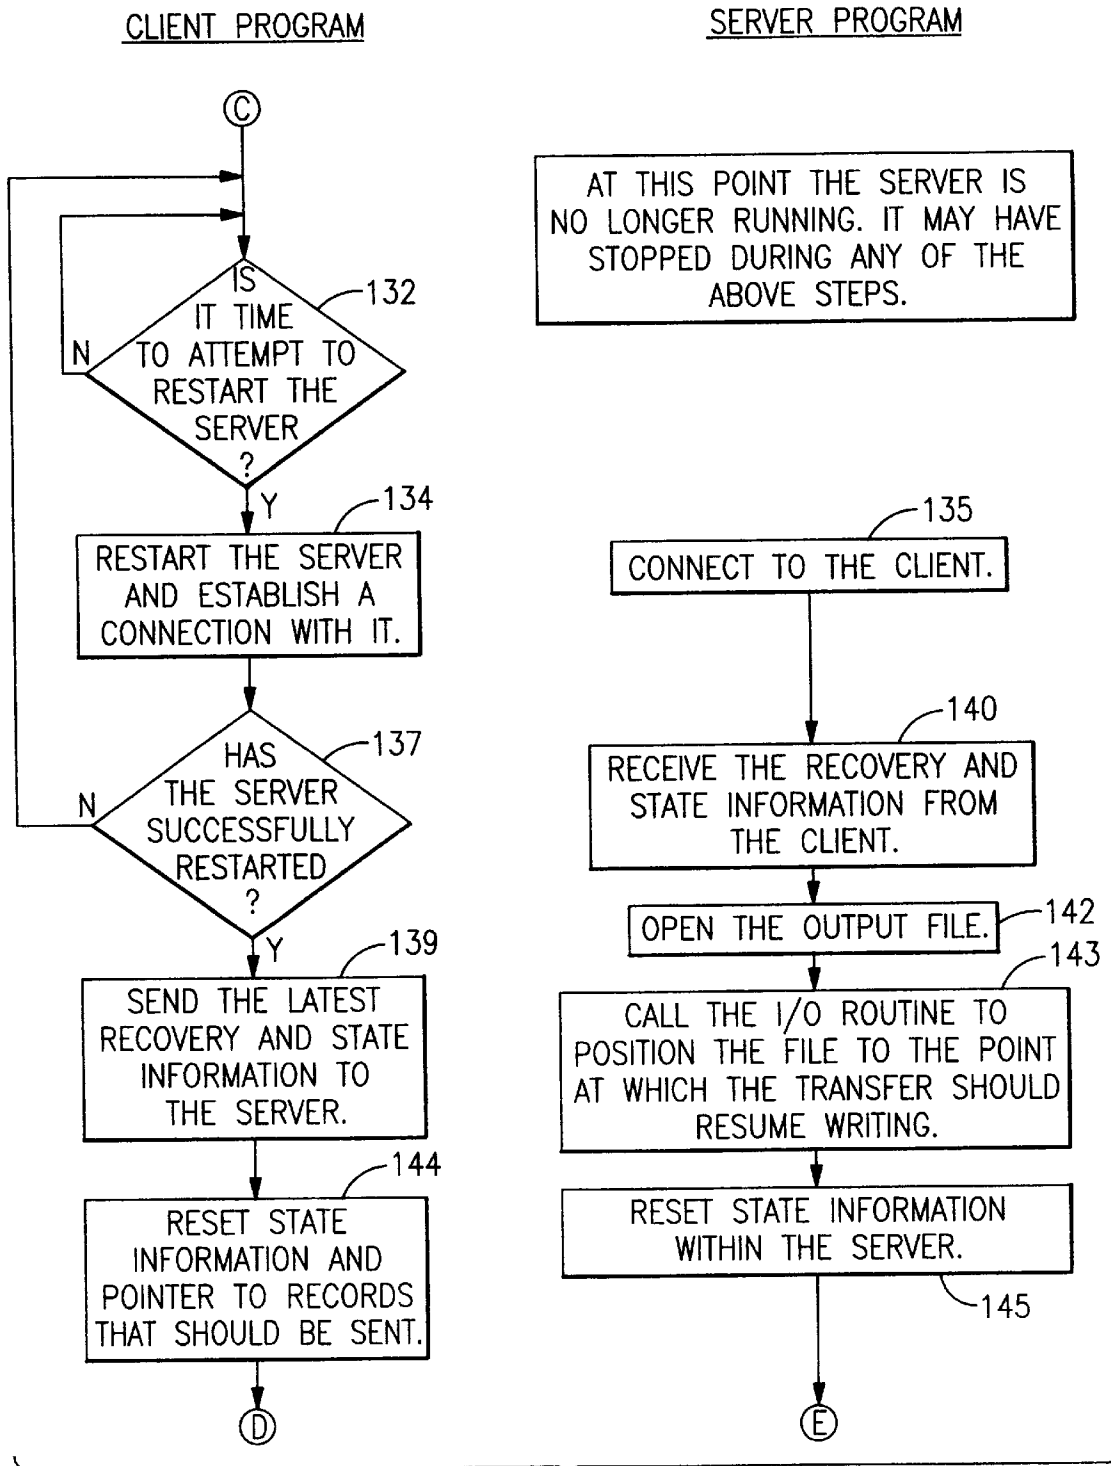 CLIENT PROGRAM
C
IS
IT TIME
TO ATTEMPT TO
RESTART THE
SERVER
?
132
N
Y
134
RESTART THE SERVER
AND ESTABLISH A
CONNECTION WITH IT.
137
HAS
THE SERVER
SUCCESSFULLY
RESTARTED
?
N
Y
139
SEND THE LATEST
RECOVERY AND STATE
INFORMATION TO
THE SERVER.
144
RESET STATE
INFORMATION AND
POINTER TO RECORDS
THAT SHOULD BE SENT.
D
SERVER PROGRAM
AT THIS POINT THE SERVER IS
NO LONGER RUNNING. IT MAY HAVE
STOPPED DURING ANY OF THE
ABOVE STEPS.
135
CONNECT TO THE CLIENT.
140
RECEIVE THE RECOVERY AND
STATE INFORMATION FROM
THE CLIENT.
142
OPEN THE OUTPUT FILE.
143
CALL THE I/O ROUTINE TO
POSITION THE FILE TO THE POINT
AT WHICH THE TRANSFER SHOULD
RESUME WRITING.
RESET STATE INFORMATION
WITHIN THE SERVER.
145
E